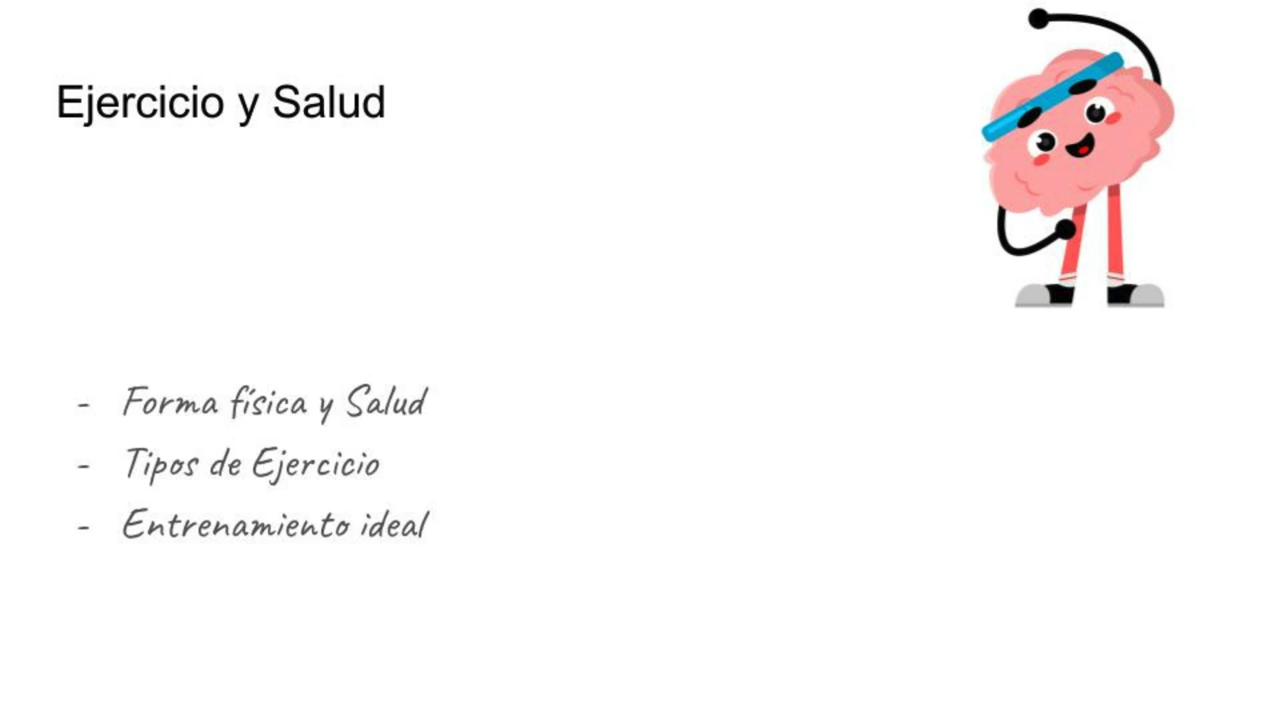 Ejercicio y Salud
- Forma física y Salud
- Tipos de Ejercicio
- Entrenamiento ideal